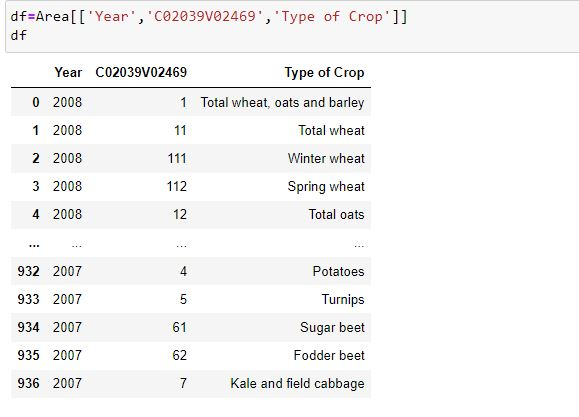 df=Area[['Year','C02039V02469','Type of Crop']]
df
Year C02039V02469 Type of Crop
0 2008 1 Total wheat, oats and barley
1 2008 11 Total wheat
2 2008 111 Winter wheat
3 2008 112 Spring wheat
4 2008 12 Total oats
... ... ... ...
932 2007 4 Potatoes
933 2007 5 Turnips
934 2007 61 Sugar beet
935 2007 62 Fodder beet
936 2007 7 Kale and field cabbage